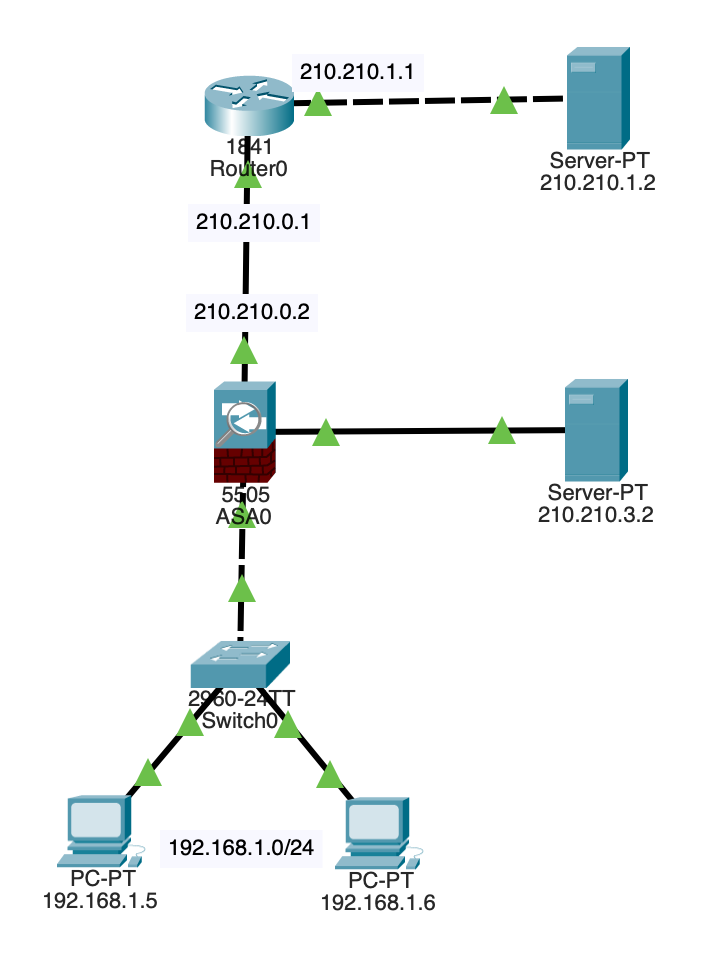 210.210.1.1
1841
Router0
Server-PT
210.210.1.2
210.210.0.1
210.210.0.2
5505
ASA0
Server-PT
210.210.3.2
2960-24TT
Switch0
192.168.1.0/24
PC-PT
192.168.1.5
PC-PT
192.168.1.6